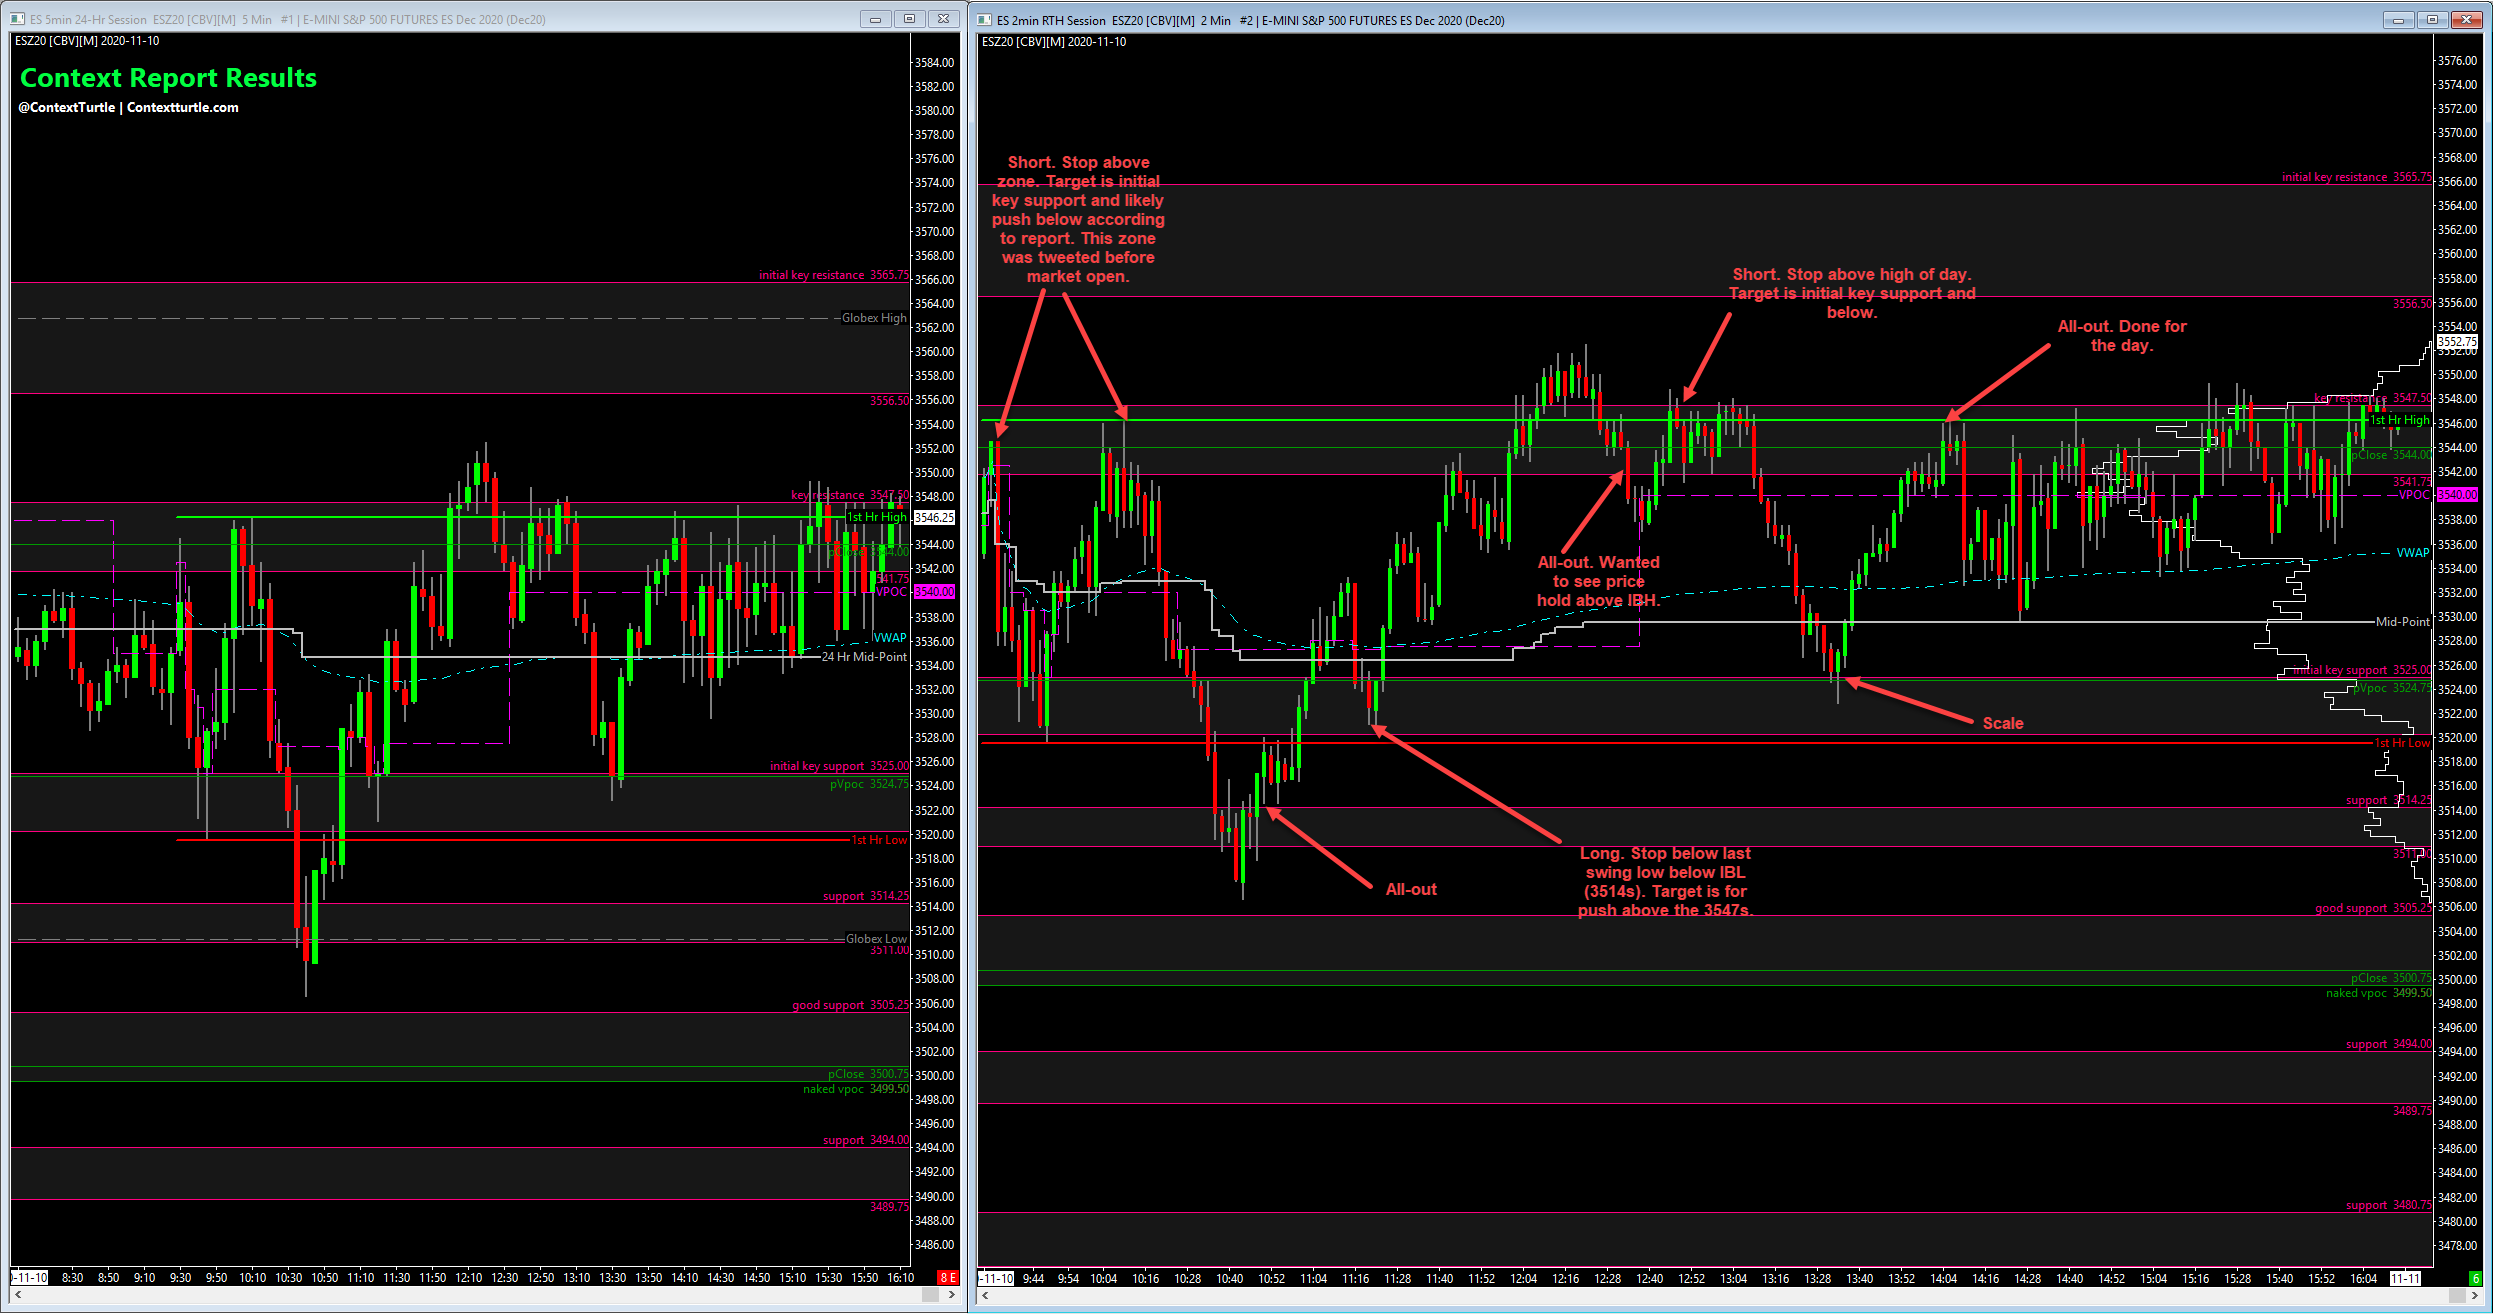 ES 5min 24-Hr Session  ESZ20 [CBV][M]  5 Min  #1 | E-MINI S&P 500 FUTURES ES Dec 2020 (Dec20)
ESZ20 [CBV][M] 2020-11-10
Context Report Results
@ContextTurtle | Contextturtle.com
initial key resistance 3565.75
Globex High
3556.50
key resistance 3547.50
1st Hr High
pClose 3544.00
3541.75
VPOC
VWAP
24 Hr Mid-Point
initial key support 3525.00
pVpoc 3524.75
1st Hr Low
support 3514.25
Globex Low
3511.00
good support 3505.25
pClose 3500.75
naked vpoc 3499.50
support 3494.00
3489.75
3584.00
3582.00
3580.00
3578.00
3576.00
3574.00
3572.00
3570.00
3568.00
3566.00
3564.00
3562.00
3560.00
3558.00
3556.00
3554.00
3552.00
3550.00
3548.00
3546.25
3544.00
3542.00
3540.00
3538.00
3536.00
3534.00
3532.00
3530.00
3528.00
3526.00
3524.00
3522.00
3520.00
3518.00
3516.00
3514.00
3512.00
3510.00
3508.00
3506.00
3504.00
3502.00
3500.00
3498.00
3496.00
3494.00
3492.00
3490.00
3488.00
3486.00
-11-10 8:30 8:50 9:10 9:30 9:50 10:10 10:30 10:50 11:10 11:30 11:50 12:10 12:30 12:50 13:10 13:30 13:50 14:10 14:30 14:50 15:10 15:30 15:50 16:10 8 E
ES 2min RTH Session  ESZ20 [CBV][M]  2 Min  #2 | E-MINI S&P 500 FUTURES ES Dec 2020 (Dec20)
ESZ20 [CBV][M] 2020-11-10
Short. Stop above
zone. Target is initial
key support and likely
push below according
to report. This zone
was tweeted before
market open.
Short. Stop above high of day.
Target is initial key support and
below.
All-out. Done for
the day.
All-out. Wanted
to see price
hold above IBH.
Scale
Long. Stop below last
swing low below IBL
(3514s). Target is for
push above the 3547s.
All-out
initial key resistance 3565.75
3556.50
key resistance 3547.50
1st Hr High
pClose 3544.00
3541.75
VPOC
VWAP
Mid-Point
initial key support 3525.00
pVpoc 3524.75
1st Hr Low
support 3514.25
3511.00
good support 3505.25
pClose 3500.75
naked vpoc 3499.50
support 3494.00
3489.75
support 3480.75
3576.00
3574.00
3572.00
3570.00
3568.00
3566.00
3564.00
3562.00
3560.00
3558.00
3556.00
3554.00
3552.75
3552.00
3550.00
3548.00
3546.00
3544.00
3542.00
3540.00
3538.00
3536.00
3534.00
3532.00
3530.00
3528.00
3526.00
3524.00
3522.00
3520.00
3518.00
3516.00
3514.00
3512.00
3510.00
3508.00
3506.00
3504.00
3502.00
3500.00
3498.00
3496.00
3494.00
3492.00
3490.00
3488.00
3486.00
3484.00
3482.00
3480.00
3478.00
-11-10 9:44 9:54 10:04 10:16 10:28 10:40 10:52 11:04 11:16 11:28 11:40 11:52 12:04 12:16 12:28 12:40 12:52 13:04 13:16 13:28 13:40 13:52 14:04 14:16 14:28 14:40 14:52 15:04 15:16 15:28 15:40 15:52 16:04 11-11 6